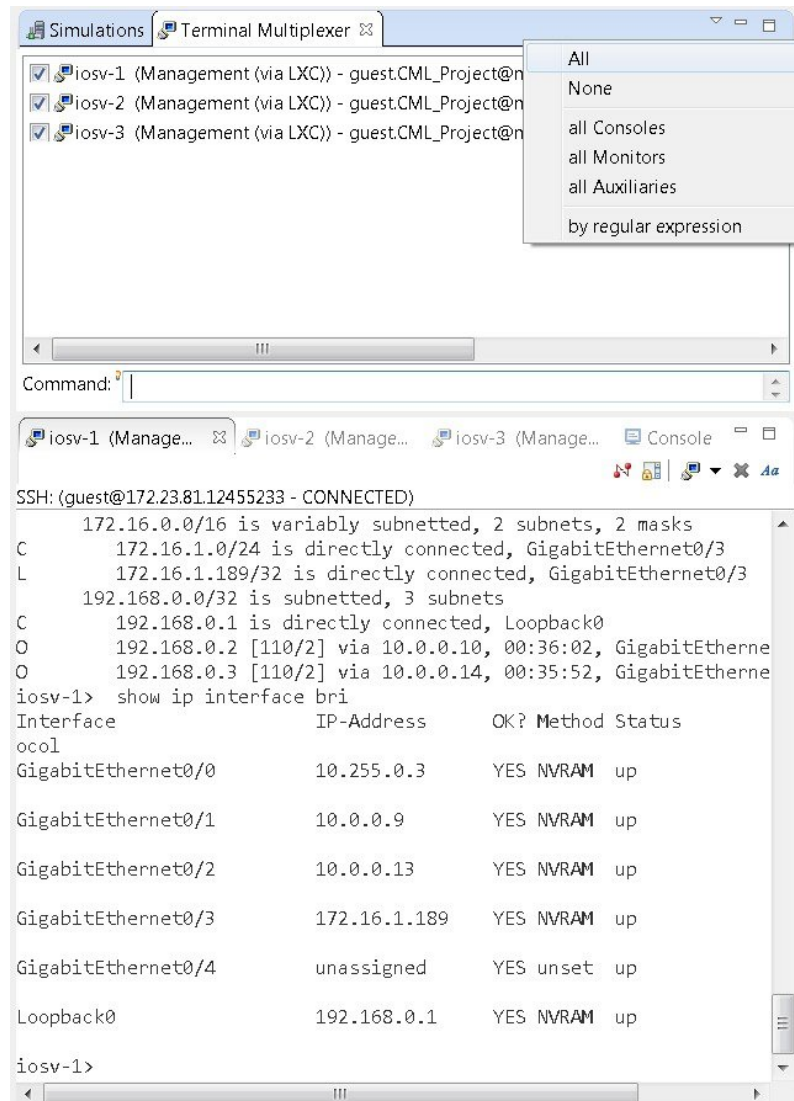 Simulations Terminal Multiplexer
All
iosv-1 (Management (via LXC)) - guest.CML_Project@
None
iosv-2 (Management (via LXC)) - guest.CML_Project@
iosv-3 (Management (via LXC)) - guest.CML_Project@
all Consoles
all Monitors
all Auxiliaries
by regular expression
Command:
iosv-1 (Manage... iosv-2 (Manage... iosv-3 (Manage... Console
Aa
SSH: (guest@172.23.81.12455233 - CONNECTED)
172.16.0.0/16 is variably subnetted, 2 subnets, 2 masks
C 172.16.1.0/24 is directly connected, GigabitEthernet0/3
L 172.16.1.189/32 is directly connected, GigabitEthernet0/3
192.168.0.0/32 is subnetted, 3 subnets
C 192.168.0.1 is directly connected, Loopback0
O 192.168.0.2 [110/2] via 10.0.0.10, 00:36:02, GigabitEtherne
O 192.168.0.3 [110/2] via 10.0.0.14, 00:35:52, GigabitEtherne
iosv-1> show ip interface bri
Interface IP-Address OK? Method Status
ocol
GigabitEthernet0/0 10.255.0.3 YES NVRAM up
GigabitEthernet0/1 10.0.0.9 YES NVRAM up
GigabitEthernet0/2 10.0.0.13 YES NVRAM up
GigabitEthernet0/3 172.16.1.189 YES NVRAM up
GigabitEthernet0/4 unassigned YES unset up
Loopback0 192.168.0.1 YES NVRAM up
iosv-1>